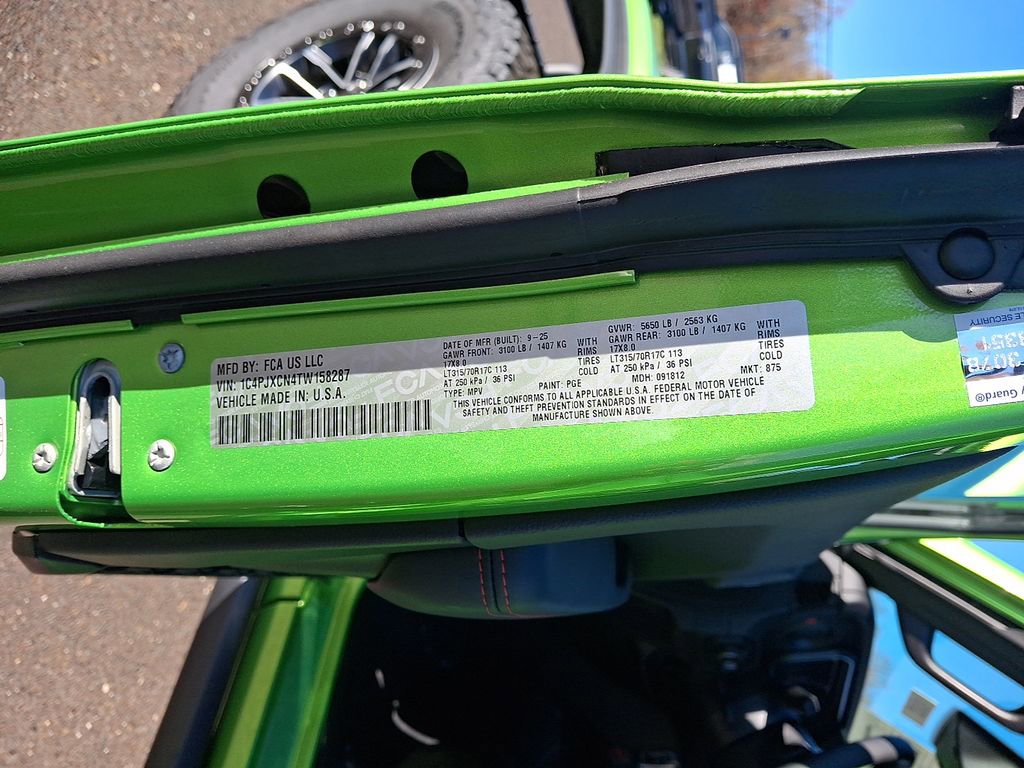 MFD BY: FCA US LLC
VIN: 1C4PJXCN4TW158287
VEHICLE MADE IN: U.S.A.
DATE OF MFR (BUILT): 9-25
GAWR FRONT: 3100 LB / 1407 KG WITH
17X8.0 RIMS
LT315/70R17C 113 TIRES
AT 250 kPa / 36 PSI COLD
TYPE: MPV
GVWR: 5650 LB / 2563 KG
GAWR REAR: 3100 LB / 1407 KG WITH
17X8.0 RIMS
LT315/70R17C 113 TIRES
AT 250 kPa / 36 PSI COLD
PAINT: PGE MDH: 091812 MKT: 875
THIS VEHICLE CONFORMS TO ALL APPLICABLE U.S.A. FEDERAL MOTOR VEHICLE
SAFETY AND THEFT PREVENTION STANDARDS IN EFFECT ON THE DATE OF
MANUFACTURE SHOWN ABOVE.
SECURITY
307B
Guard®